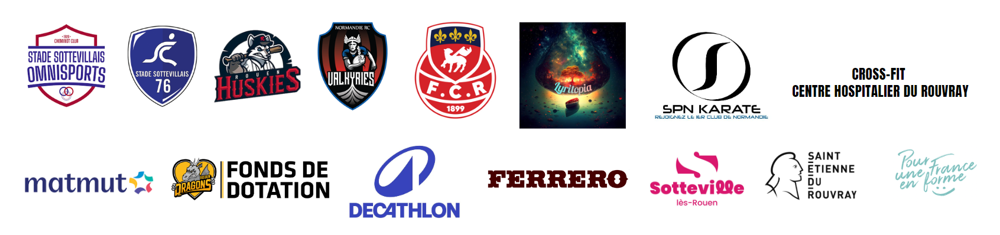 • 1926 •
CHEMINOT CLUB
STADE SOTTEVILLAIS
OMNISPORTS
STADE SOTTEVILLAIS
76
R
ROUEN
HUSKIES
NORMANDIE RC
VALKYRIES
F.C.R
1899
Lyritopia
SPN KARATE
REJOIGNEZ LE 1ER CLUB DE NORMANDIE
CROSS-FIT
CENTRE HOSPITALIER DU ROUVRAY
matmut
ROUEN
DRAGONS
FONDS DE
DOTATION
DECATHLON
FERRERO
Sotteville
lès-Rouen
SAINT
ETIENNE
DU
ROUVRAY
Pour
une France
en forme